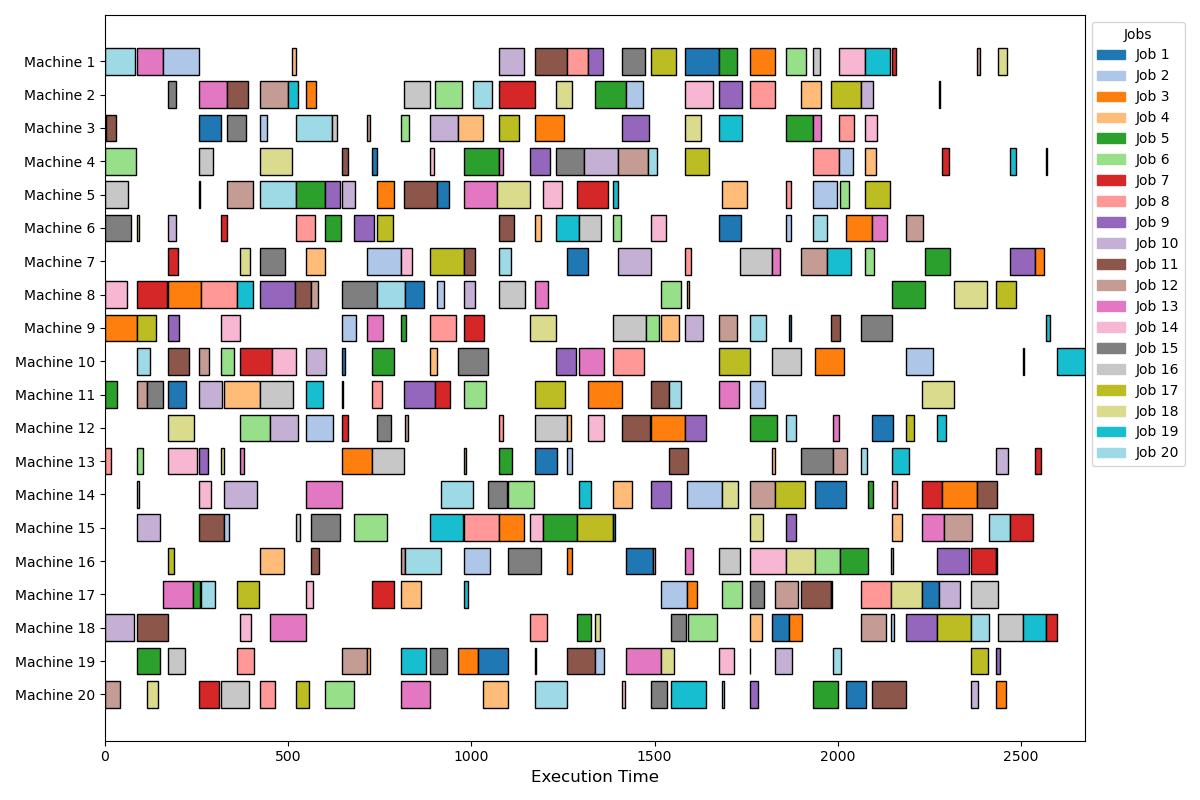 Machine 1
Machine 2
Machine 3
Machine 4
Machine 5
Machine 6
Machine 7
Machine 8
Machine 9
Machine 10
Machine 11
Machine 12
Machine 13
Machine 14
Machine 15
Machine 16
Machine 17
Machine 18
Machine 19
Machine 20
0
500
1000
1500
2000
2500
Execution Time
Jobs
Job 1
Job 2
Job 3
Job 4
Job 5
Job 6
Job 7
Job 8
Job 9
Job 10
Job 11
Job 12
Job 13
Job 14
Job 15
Job 16
Job 17
Job 18
Job 19
Job 20